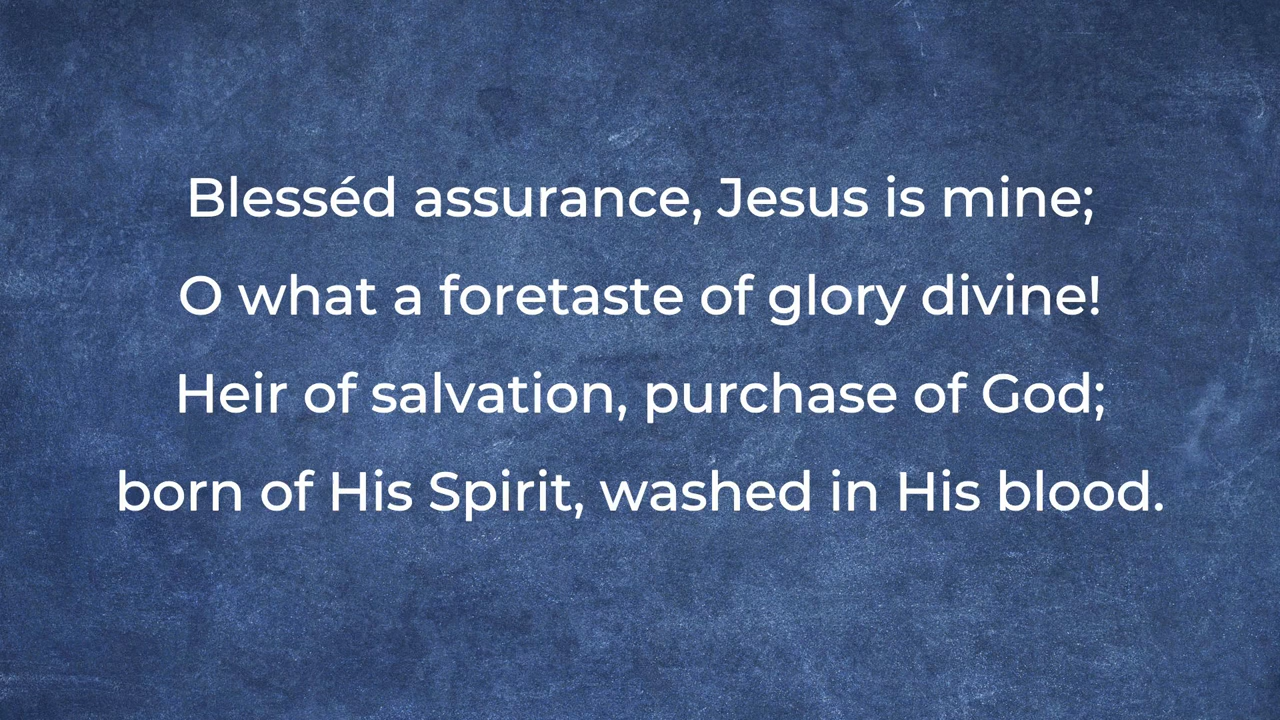 Blesséd assurance, Jesus is mine;
O what a foretaste of glory divine!
Heir of salvation, purchase of God;
born of His Spirit, washed in His blood.